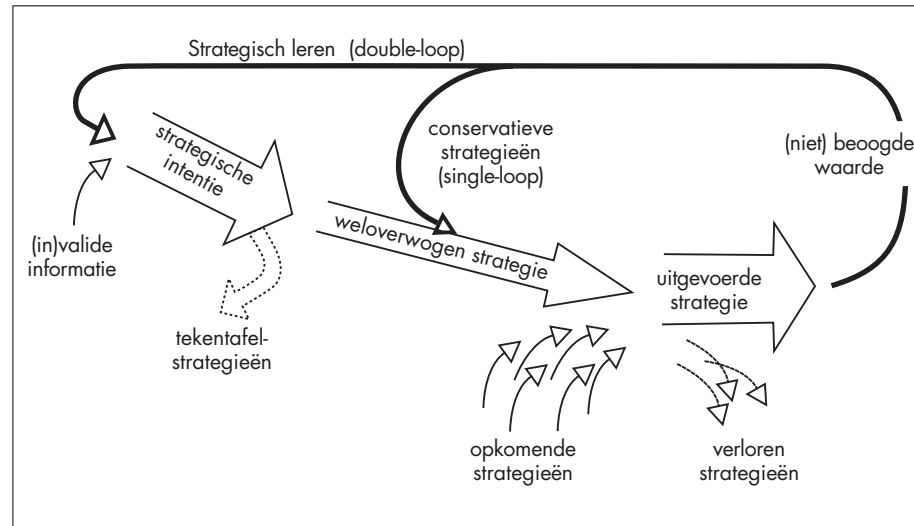 Strategisch leren (double-loop)
strategische
intentie
(in)valide
informatie
tekentafel-
strategieën
conservatieve
strategieën
(single-loop)
weloverwogen strategie
(niet) beoogde
waarde
uitgevoerde
strategie
opkomende
strategieën
verloren
strategieën